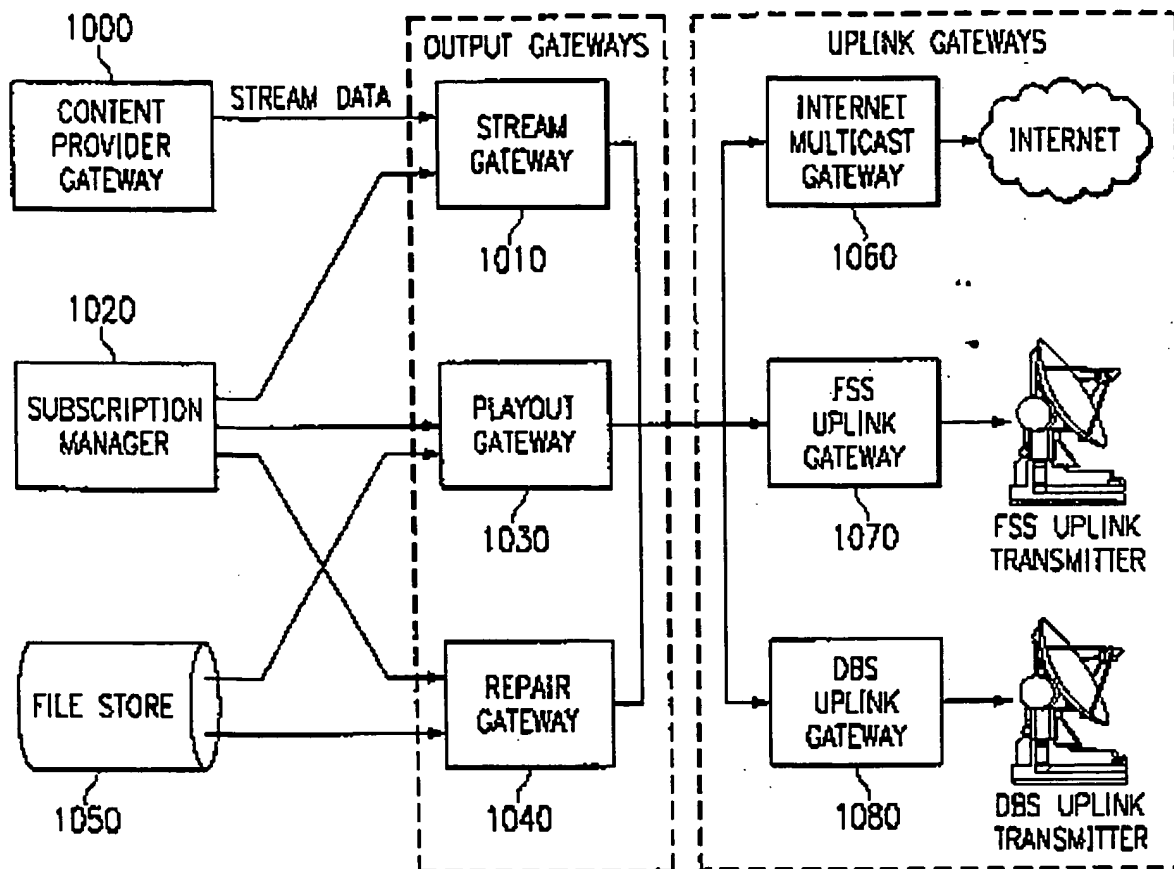 1000
CONTENT
PROVIDER
GATEWAY
STREAM DATA
1020
SUBSCRIPTION
MANAGER
FILE STORE
1050
OUTPUT GATEWAYS
STREAM
GATEWAY
1010
PLAYOUT
GATEWAY
1030
REPAIR
GATEWAY
1040
UPLINK GATEWAYS
INTERNET
MULTICAST
GATEWAY
1060
INTERNET
FSS
UPLINK
GATEWAY
1070
FSS UPLINK
TRANSMITTER
DBS
UPLINK
GATEWAY
1080
DBS UPLINK
TRANSMITTER